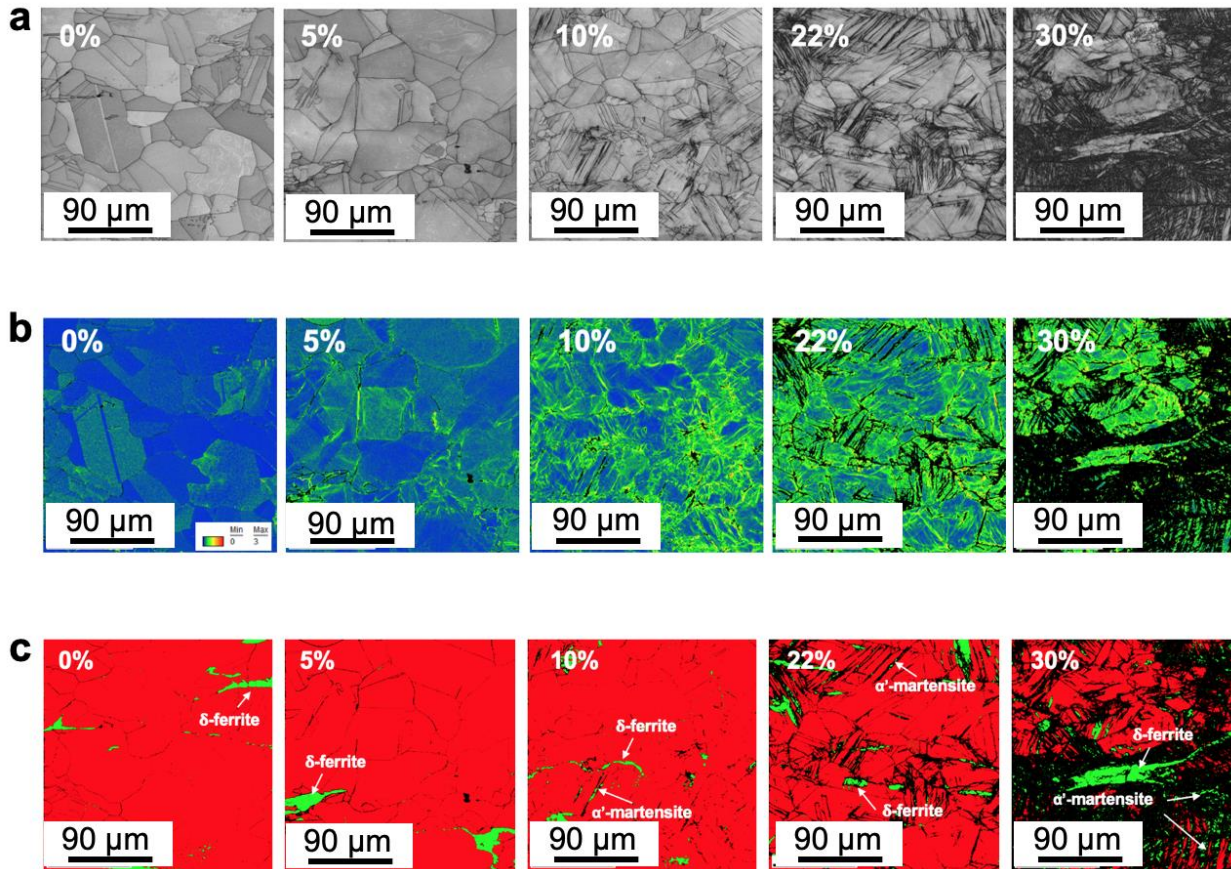 a
0% 5% 10% 22% 30%
90 µm 90 µm 90 µm 90 µm 90 µm
b
0% 5% 10% 22% 30%
Min Max
0 3
90 µm 90 µm 90 µm 90 µm 90 µm
c
0% 5% 10% 22% 30%
δ-ferrite
δ-ferrite
δ-ferrite
α'-martensite
α'-martensite
δ-ferrite
δ-ferrite
α'-martensite
90 µm 90 µm 90 µm 90 µm 90 µm